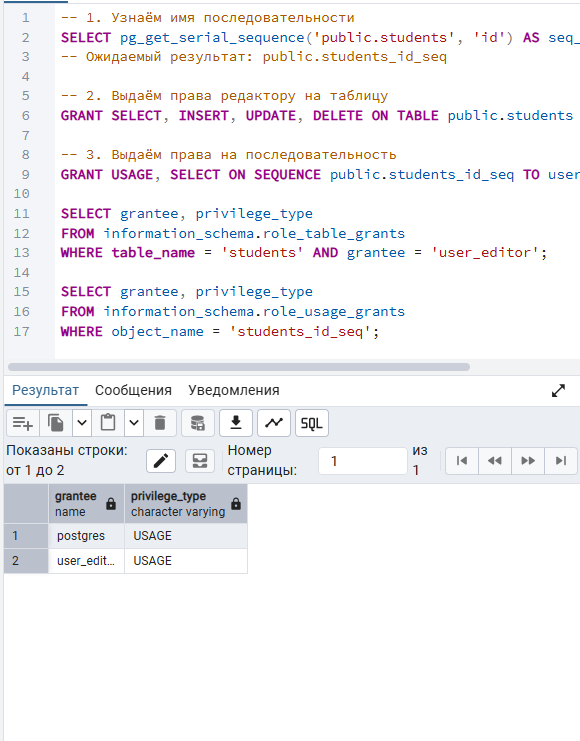 1 -- 1. Узнаём имя последовательности
2 SELECT pg_get_serial_sequence('public.students', 'id') AS seq_
3 -- Ожидаемый результат: public.students_id_seq
4
5 -- 2. Выдаём права редактору на таблицу
6 GRANT SELECT, INSERT, UPDATE, DELETE ON TABLE public.students
7
8 -- 3. Выдаём права на последовательность
9 GRANT USAGE, SELECT ON SEQUENCE public.students_id_seq TO user
10
11 SELECT grantee, privilege_type
12 FROM information_schema.role_table_grants
13 WHERE table_name = 'students' AND grantee = 'user_editor';
14
15 SELECT grantee, privilege_type
16 FROM information_schema.role_usage_grants
17 WHERE object_name = 'students_id_seq';
Результат Сообщения Уведомления
SQL
Показаны строки: от 1 до 2
Номер страницы: 1 из 1
grantee privilege_type
name character varying
1 postgres USAGE
2 user_edit... USAGE